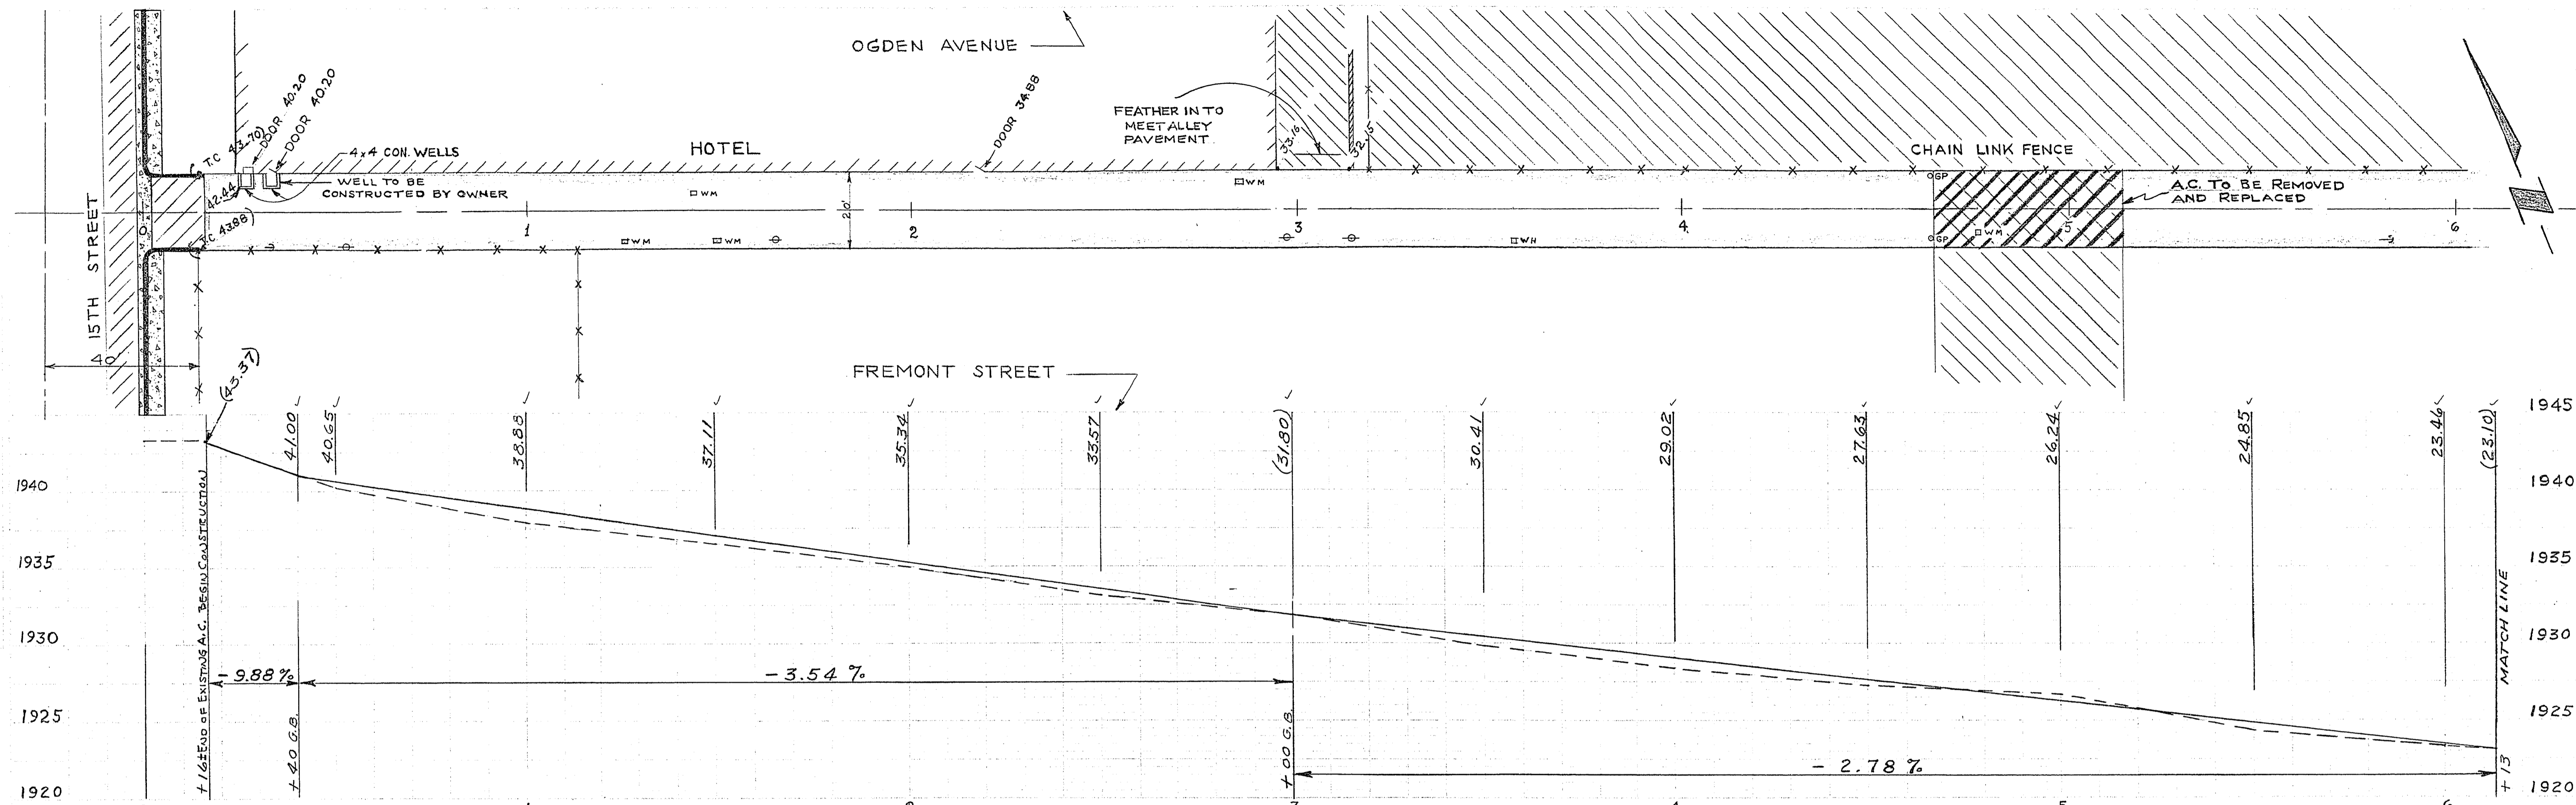 OGDEN AVENUE
DOOR 40.20
DOOR 40.20
T.C. 43.70)
4x4 CON. WELLS
HOTEL
DOOR 34.88
FEATHER IN TO
MEET ALLEY
PAVEMENT.
33.16
32.15
CHAIN LINK FENCE
WELL TO BE
CONSTRUCTED BY OWNER
42.44
T.C. 43.88)
WM
WM
GP
A.C. TO BE REMOVED
AND REPLACED
15TH STREET
0
1
2
3
4
5
6
20'
WM
WM
WH
GP
WM
40'
FREMONT STREET
(43.37)
41.00
40.65
38.88
37.11
35.34
33.57
(31.80)
30.41
29.02
27.63
26.24
24.85
23.46
(23.10)
1945
1940
1940
1935
1935
1930
1930
1925
1925
1920
1920
+16± END OF EXISTING A.C. BEGIN CONSTRUCTION
-9.88%
-3.54%
+40 G.B.
+00 G.B.
-2.78%
MATCH LINE
+13